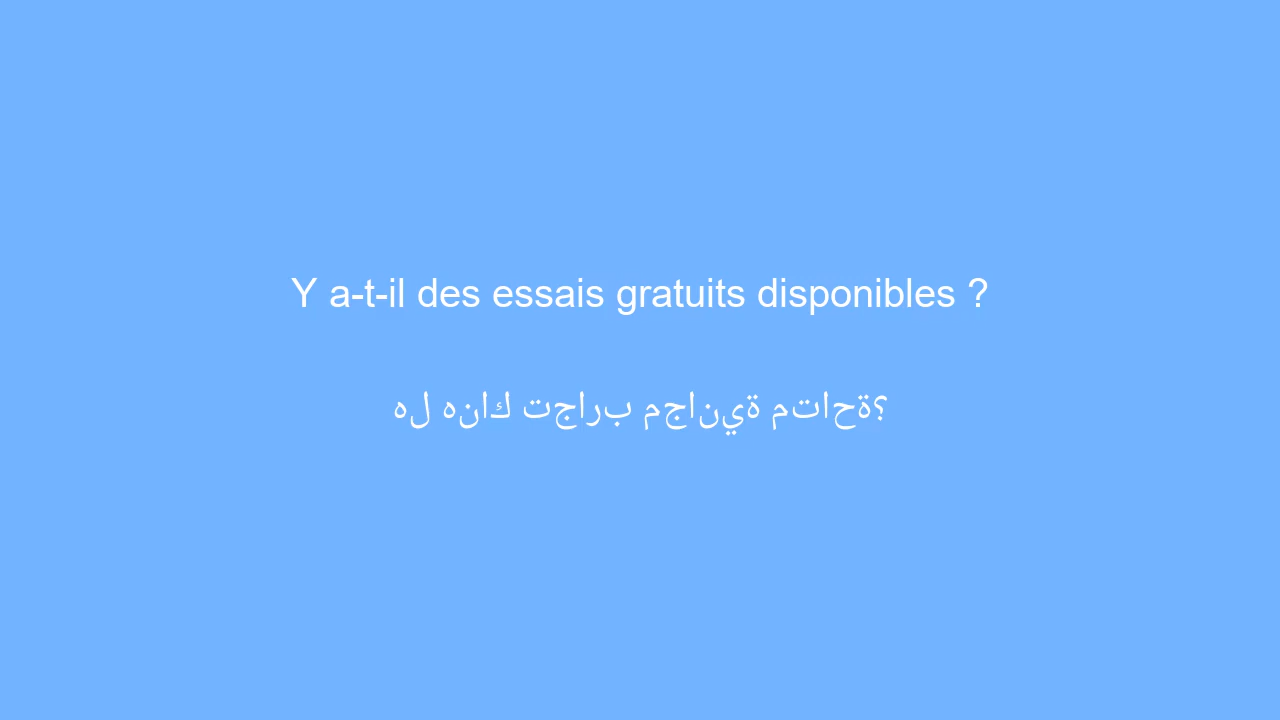 Y a-t-il des essais gratuits disponibles ?
هل هناك تجارب مجانية متاحة؟